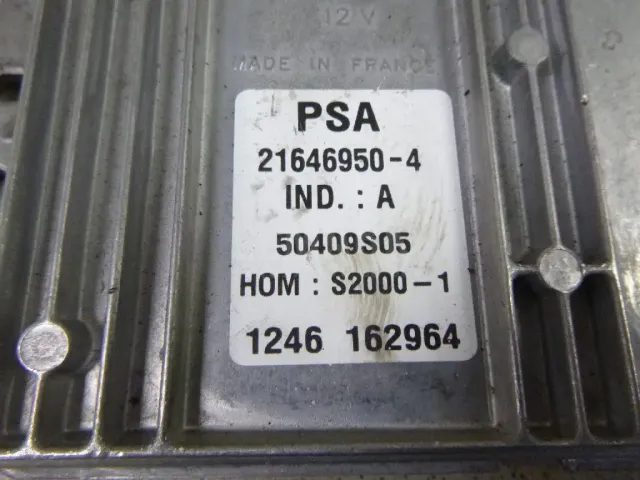 12V
MADE IN FRANCE
PSA
21646950-4
IND. : A
50409S05
HOM : S2000-1
1246 162964